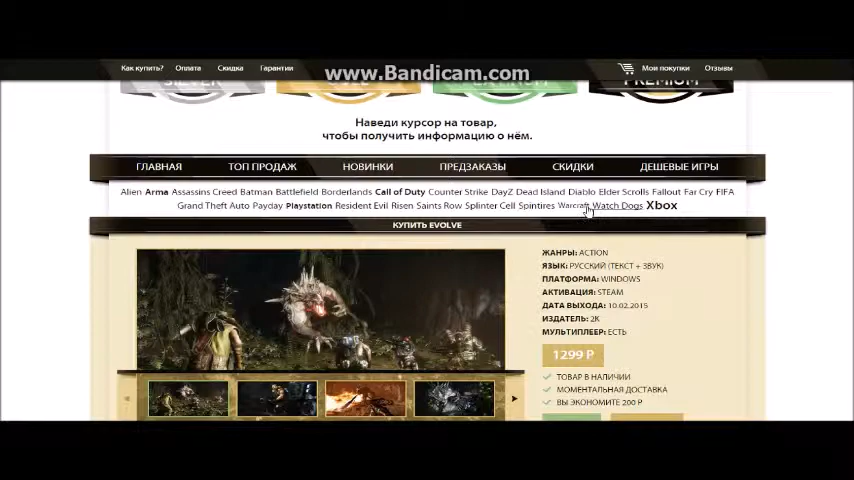 www.Bandicam.com
Как купить? Оплата Скидка Гарантии Мои покупки Отзывы
Наведи курсор на товар,
чтобы получить информацию о нём.
ГЛАВНАЯ ТОП ПРОДАЖ НОВИНКИ ПРЕДЗАКАЗЫ СКИДКИ ДЕШЕВЫЕ ИГРЫ
Alien Arma Assassins Creed Batman Battlefield Borderlands Call of Duty Counter Strike DayZ Dead Island Diablo Elder Scrolls Fallout Far Cry FIFA
Grand Theft Auto Payday Playstation Resident Evil Risen Saints Row Splinter Cell Spintires Warcraft Watch Dogs Xbox
КУПИТЬ EVOLVE
ЖАНРЫ: ACTION
ЯЗЫК: РУССКИЙ (ТЕКСТ + ЗВУК)
ПЛАТФОРМА: WINDOWS
АКТИВАЦИЯ: STEAM
ДАТА ВЫХОДА: 10.02.2015
ИЗДАТЕЛЬ: 2K
МУЛЬТИПЛЕЕР: ЕСТЬ
1299 Р
ТОВАР В НАЛИЧИИ
МОМЕНТАЛЬНАЯ ДОСТАВКА
ВЫ ЭКОНОМИТЕ 200 Р